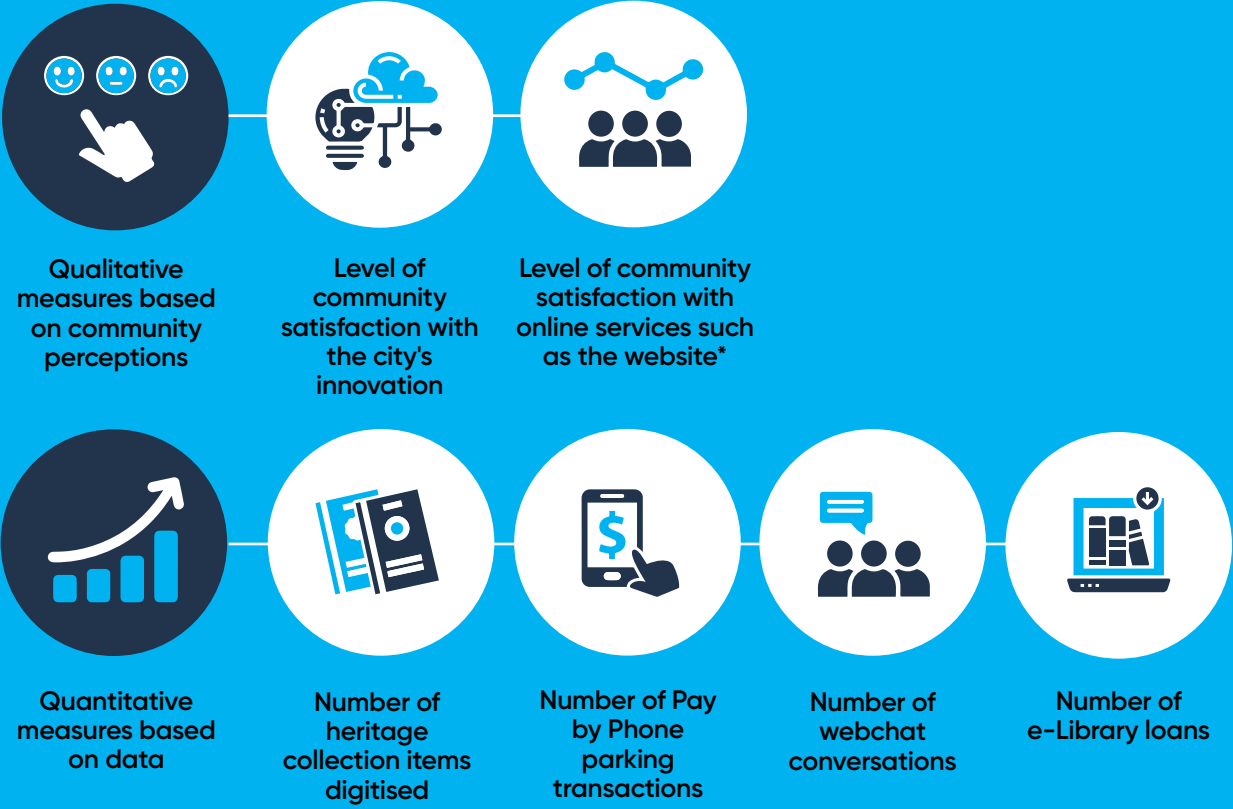 Qualitative
measures based
on community
perceptions
Level of
community
satisfaction with
the city's
innovation
Level of community
satisfaction with
online services such
as the website*
$
Quantitative
measures based
on data
Number of
heritage
collection items
digitised
Number of Pay
by Phone
parking
transactions
Number of
webchat
conversations
Number of
e-Library loans